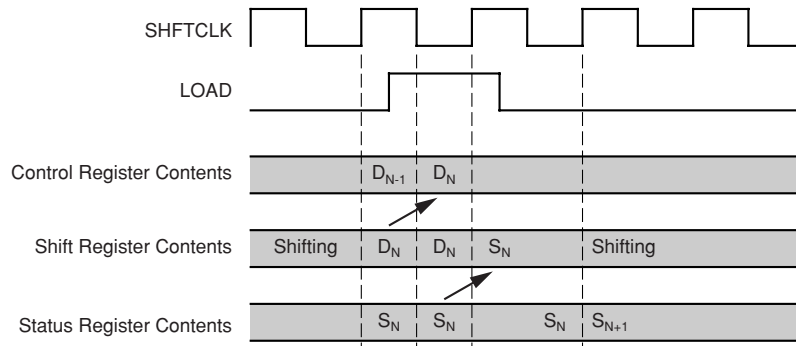 SHFTCLK
LOAD
Control Register Contents D_{N-1} D_N
Shift Register Contents Shifting D_N D_N S_N Shifting
Status Register Contents S_N S_N S_N S_{N+1}